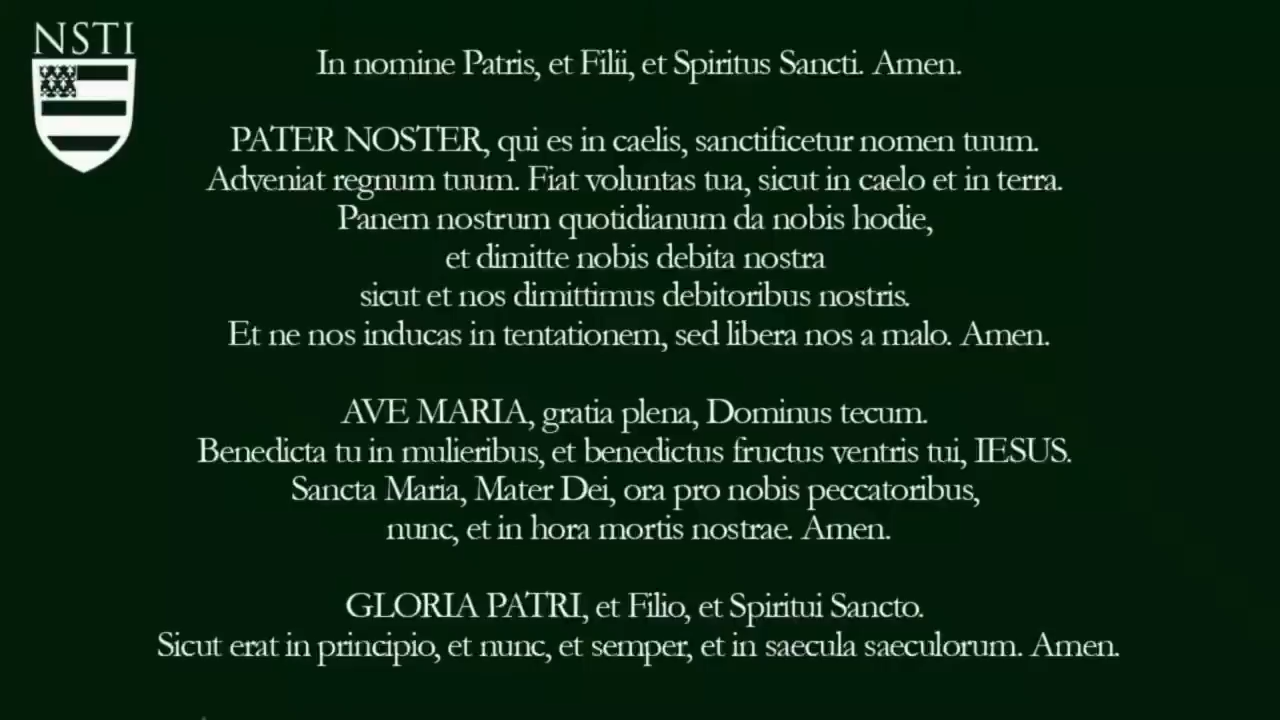 NSTI
In nomine Patris, et Filii, et Spiritus Sancti. Amen.
PATER NOSTER, qui es in caelis, sanctificetur nomen tuum.
Adveniat regnum tuum. Fiat voluntas tua, sicut in caelo et in terra.
Panem nostrum quotidianum da nobis hodie,
et dimitte nobis debita nostra
sicut et nos dimittimus debitoribus nostris.
Et ne nos inducas in tentationem, sed libera nos a malo. Amen.
AVE MARIA, gratia plena, Dominus tecum.
Benedicta tu in mulieribus, et benedictus fructus ventris tui, IESUS.
Sancta Maria, Mater Dei, ora pro nobis peccatoribus,
nunc, et in hora mortis nostrae. Amen.
GLORIA PATRI, et Filio, et Spiritui Sancto.
Sicut erat in principio, et nunc, et semper, et in saecula saeculorum. Amen.